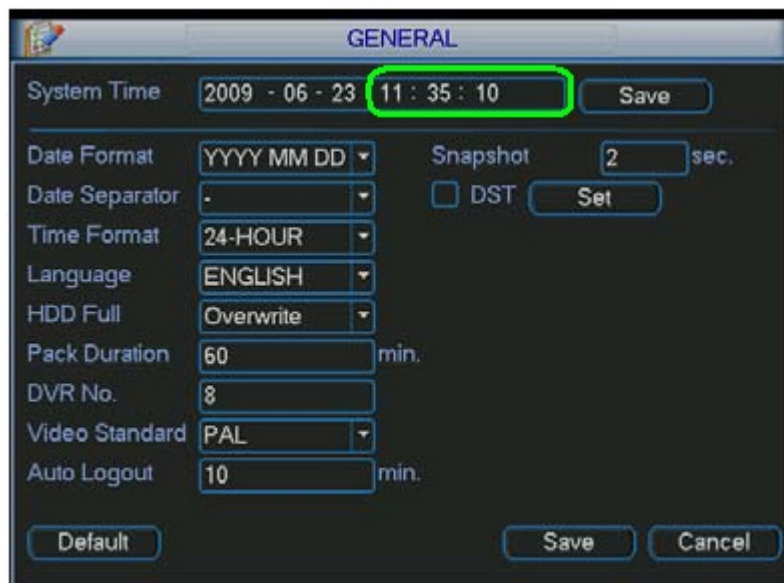 GENERAL
System Time 2009 - 06 - 23 11 : 35 : 10 Save
Date Format YYYY MM DD Snapshot 2 sec.
Date Separator - DST Set
Time Format 24-HOUR
Language ENGLISH
HDD Full Overwrite
Pack Duration 60 min.
DVR No. 8
Video Standard PAL
Auto Logout 10 min.
Default Save Cancel